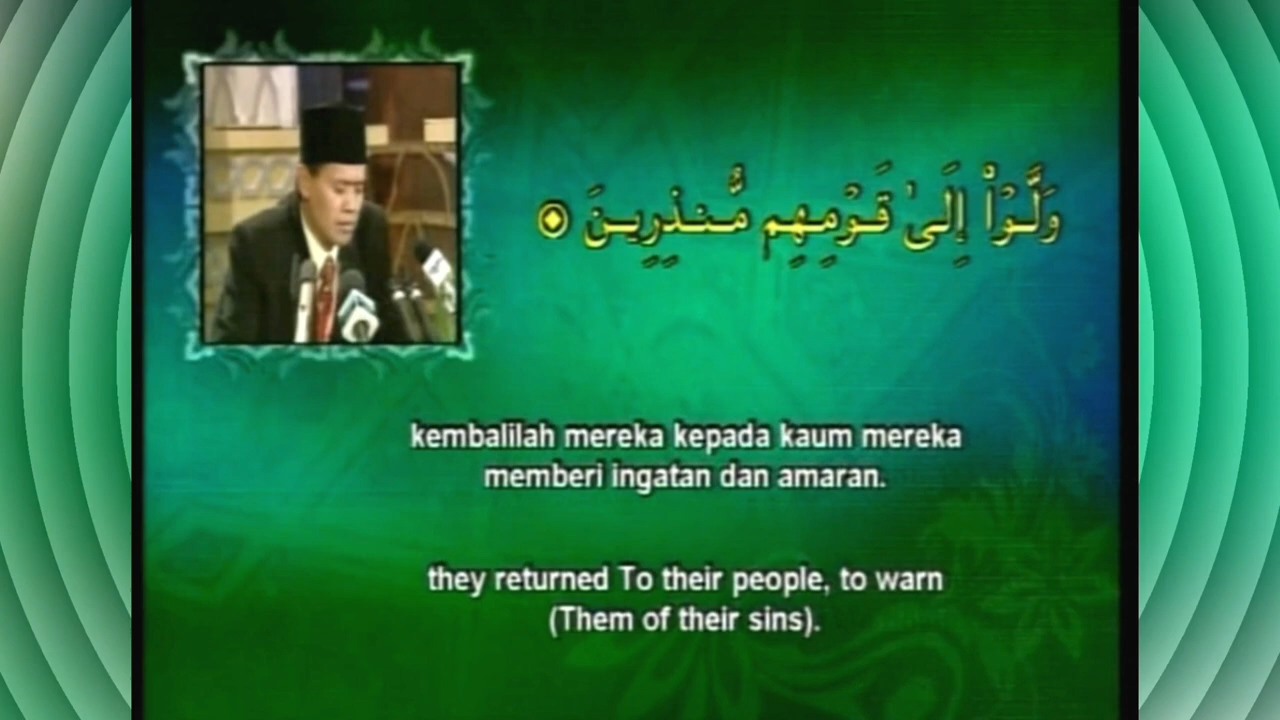 وَلَّوۡاْ إِلَىٰ قَوۡمِهِم مُّنذِرِينَ
kembalilah mereka kepada kaum mereka
memberi ingatan dan amaran.
they returned To their people, to warn
(Them of their sins).